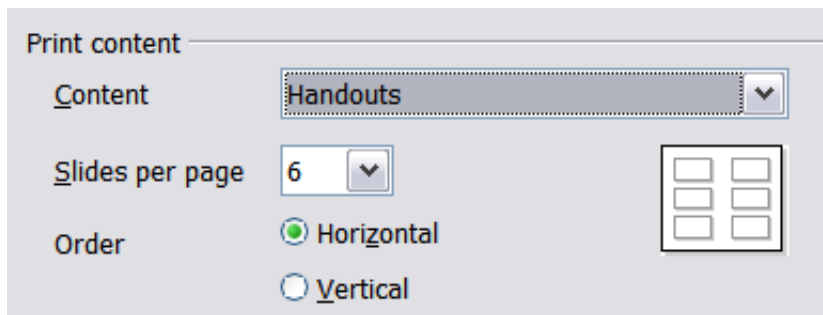 Print content
Content Handouts
Slides per page 6
Order Horizontal
Vertical